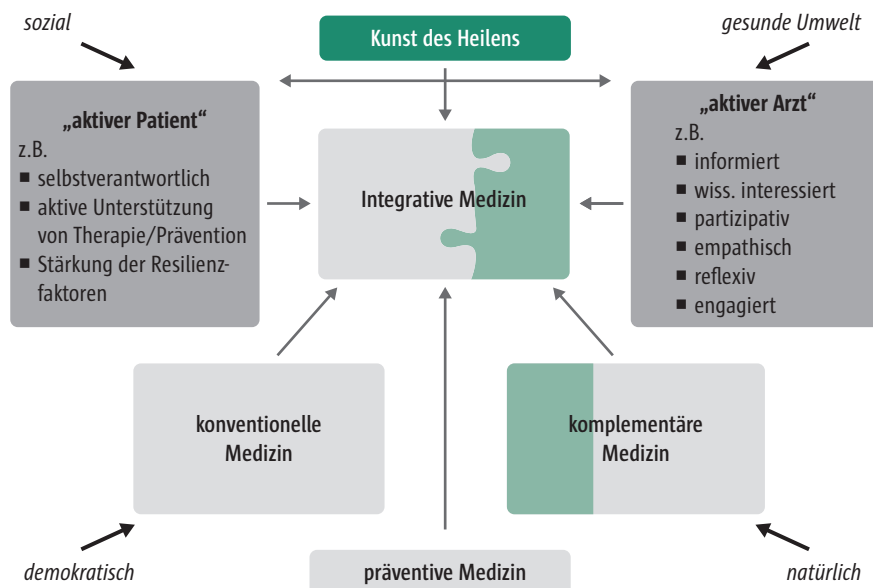 sozial
Kunst des Heilens
gesunde Umwelt
„aktiver Patient“
z.B.
■ selbstverantwortlich
■ aktive Unterstützung
von Therapie/Prävention
■ Stärkung der Resilienz-
faktoren
Integrative Medizin
„aktiver Arzt“
z.B.
■ informiert
■ wiss. interessiert
■ partizipativ
■ empathisch
■ reflexiv
■ engagiert
konventionelle
Medizin
komplementäre
Medizin
demokratisch
präventive Medizin
natürlich